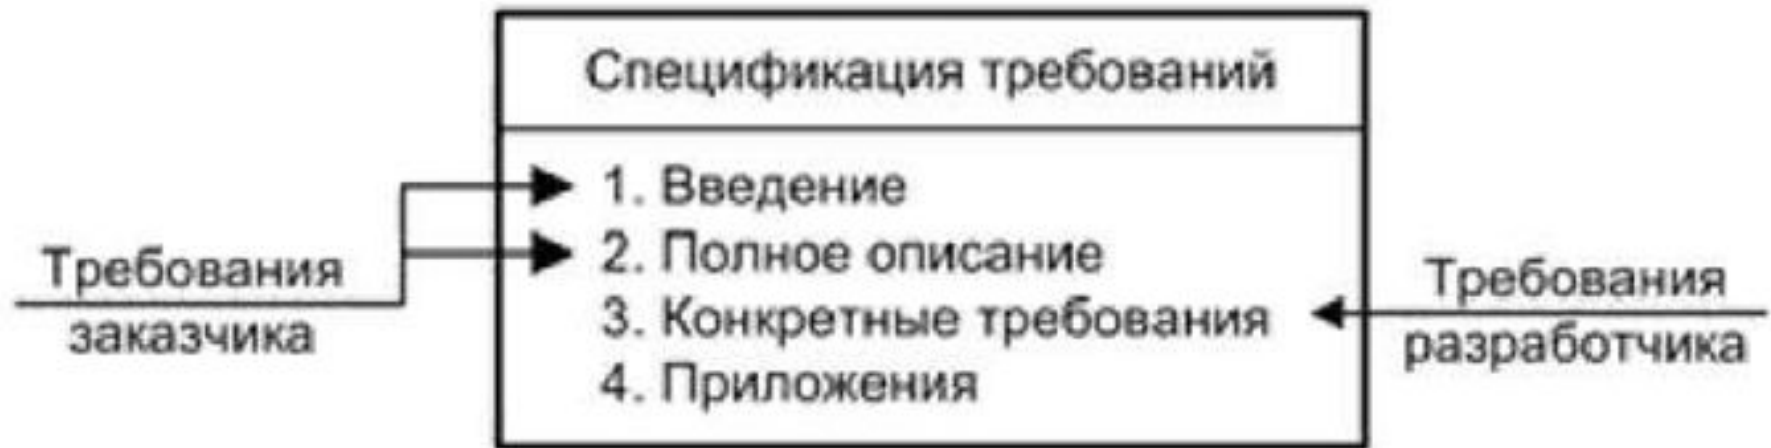 Спецификация требований
1. Введение
2. Полное описание
3. Конкретные требования
4. Приложения
Требования
заказчика
Требования
разработчика